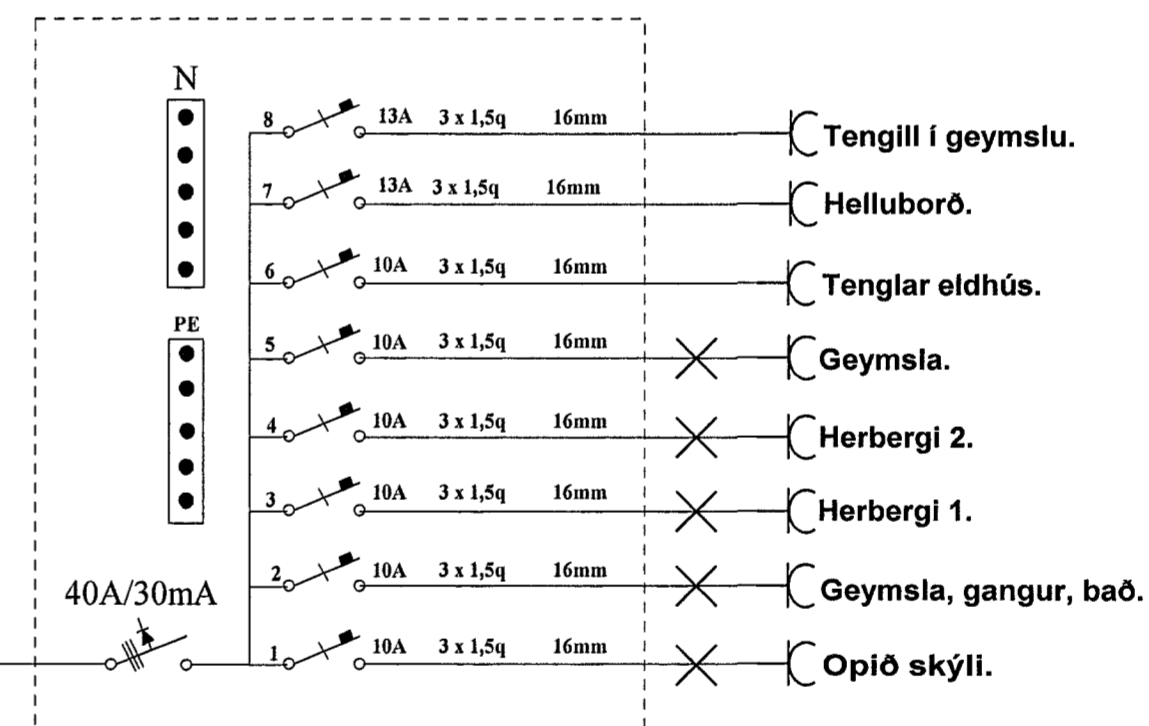 N
8 13A 3 x 1,5q 16mm Tengill í geymslu.
7 13A 3 x 1,5q 16mm Helluborð.
6 10A 3 x 1,5q 16mm Tenglar eldhús.
PE
5 10A 3 x 1,5q 16mm Geymsla.
4 10A 3 x 1,5q 16mm Herbergi 2.
3 10A 3 x 1,5q 16mm Herbergi 1.
2 10A 3 x 1,5q 16mm Geymsla, gangur, bað.
40A/30mA
1 10A 3 x 1,5q 16mm Opið skýli.